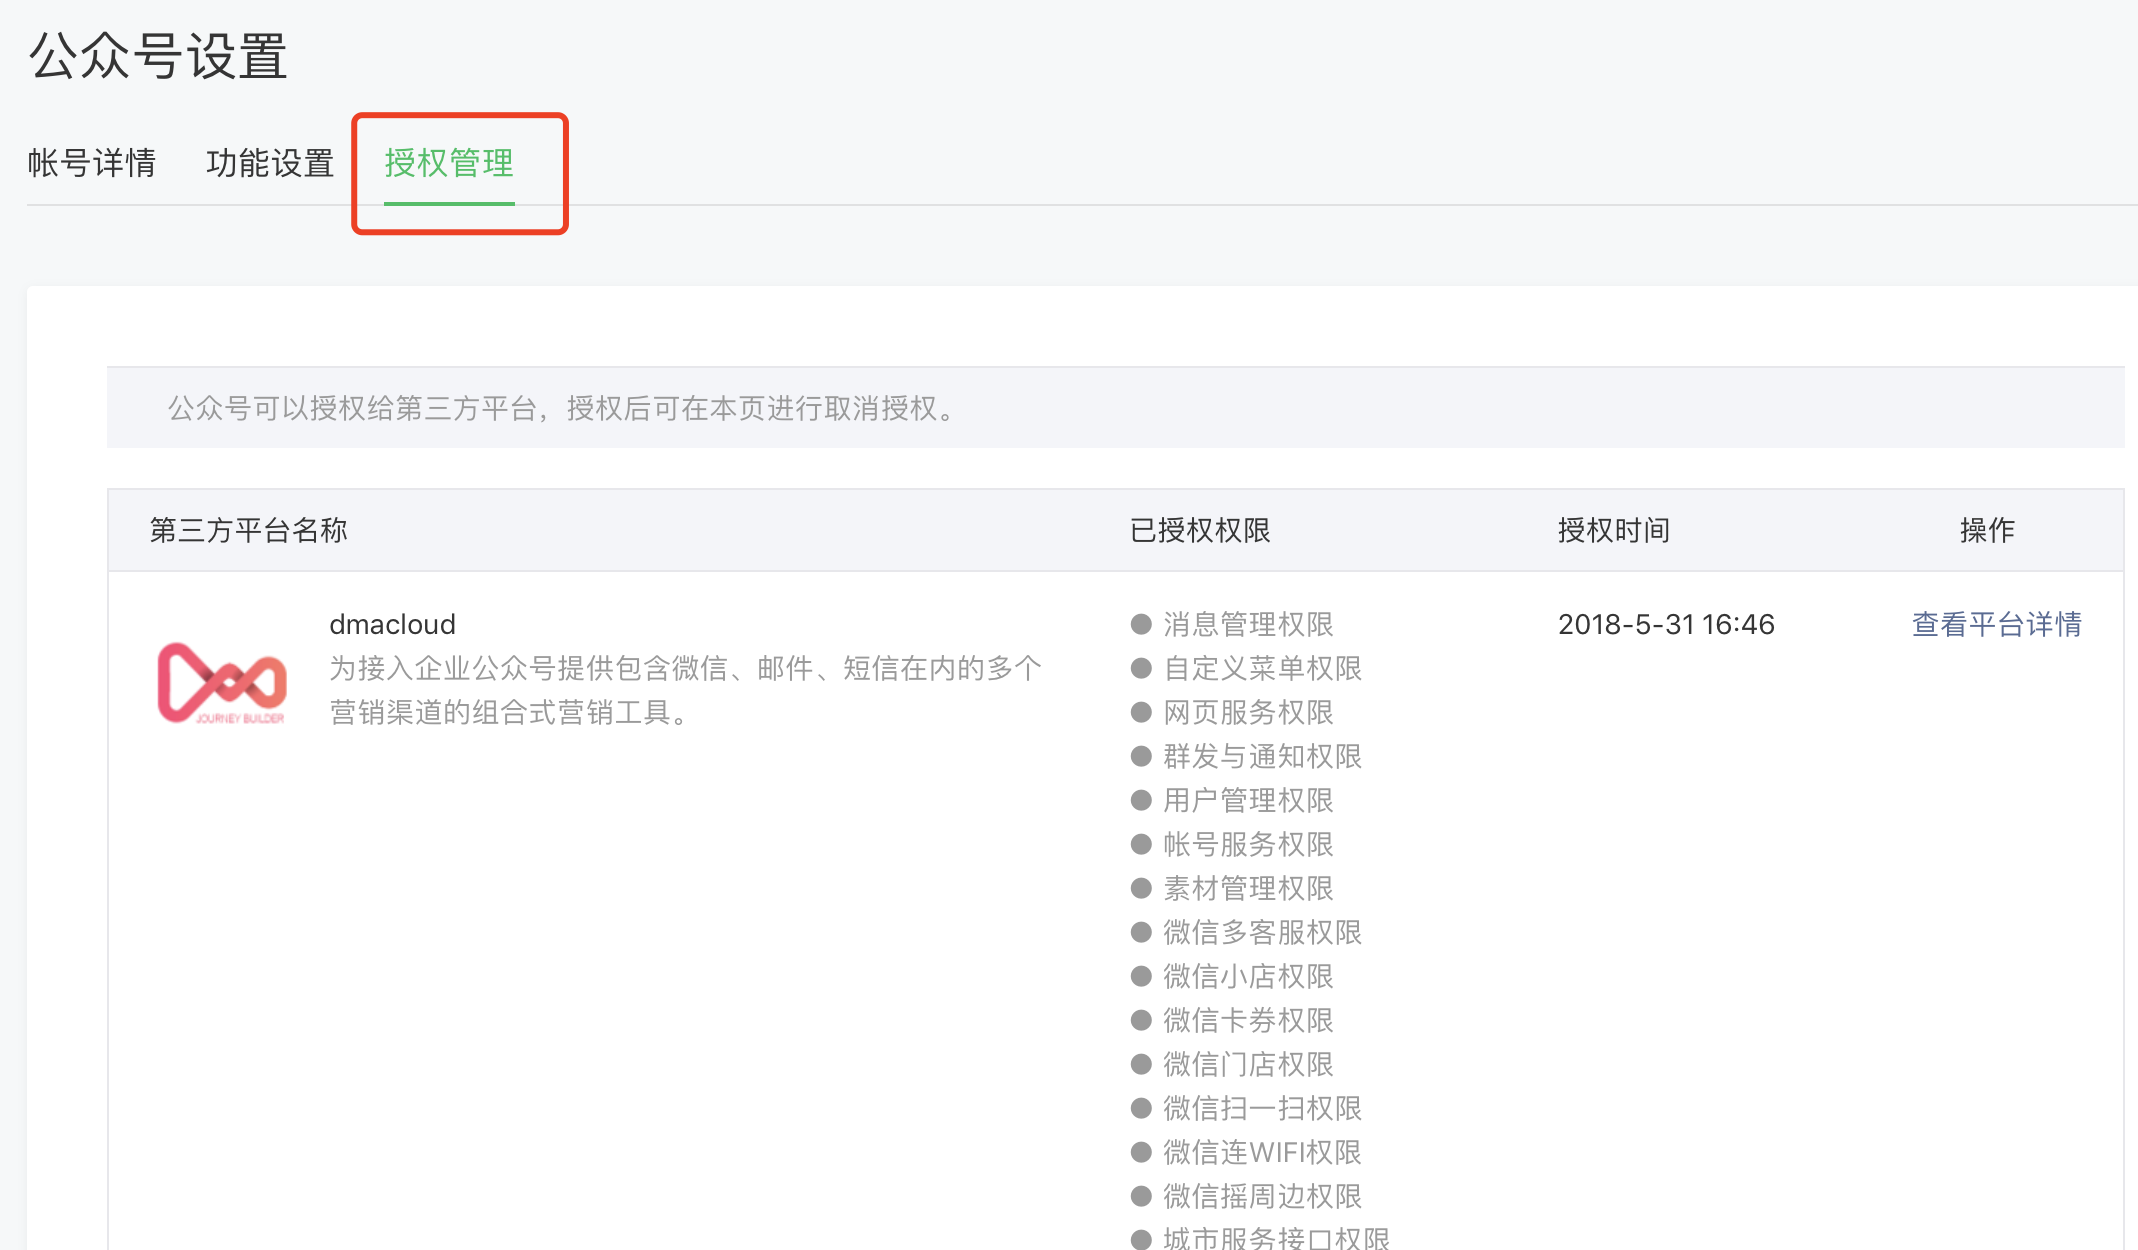 公众号设置
帐号详情 功能设置 授权管理
公众号可以授权给第三方平台，授权后可在本页进行取消授权。
第三方平台名称 已授权权限 授权时间 操作
dmacloud
为接入企业公众号提供包含微信、邮件、短信在内的多个
营销渠道的组合式营销工具。
JOURNEY BUILDER
消息管理权限
自定义菜单权限
网页服务权限
群发与通知权限
用户管理权限
帐号服务权限
素材管理权限
微信多客服权限
微信小店权限
微信卡券权限
微信门店权限
微信扫一扫权限
微信连WIFI权限
微信摇周边权限
城市服务接口权限
2018-5-31 16:46
查看平台详情